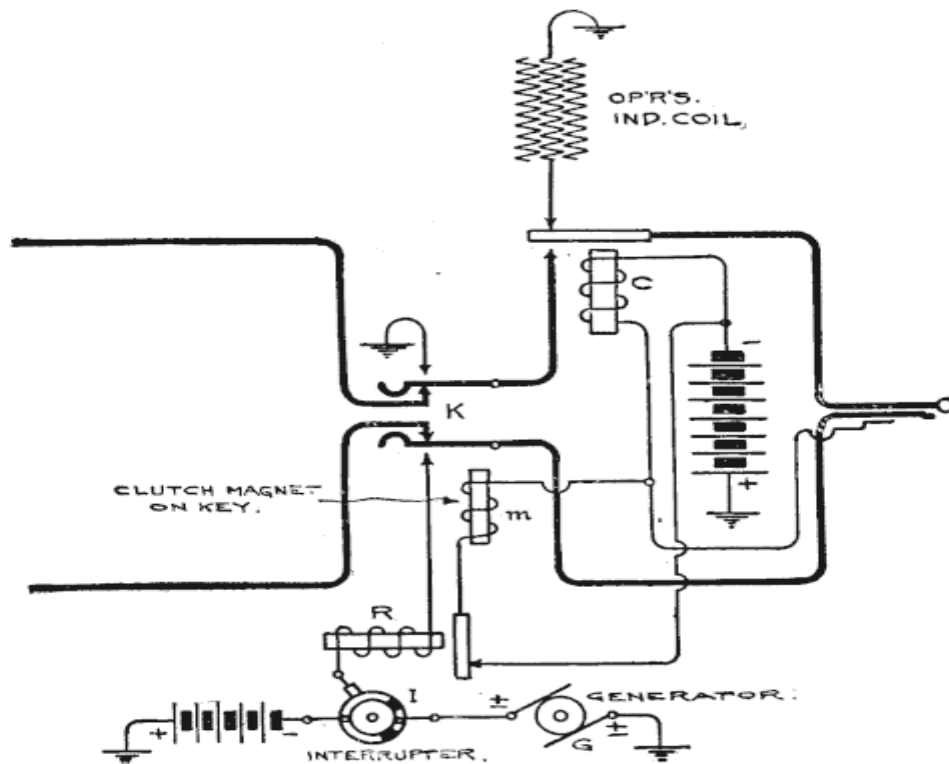 OP'R'S.
IND. COIL,
C
-
K
+
CLUTCH MAGNET
ON KEY.
m
R
I
±
GENERATOR.
+
-
G
±
INTERRUPTER.